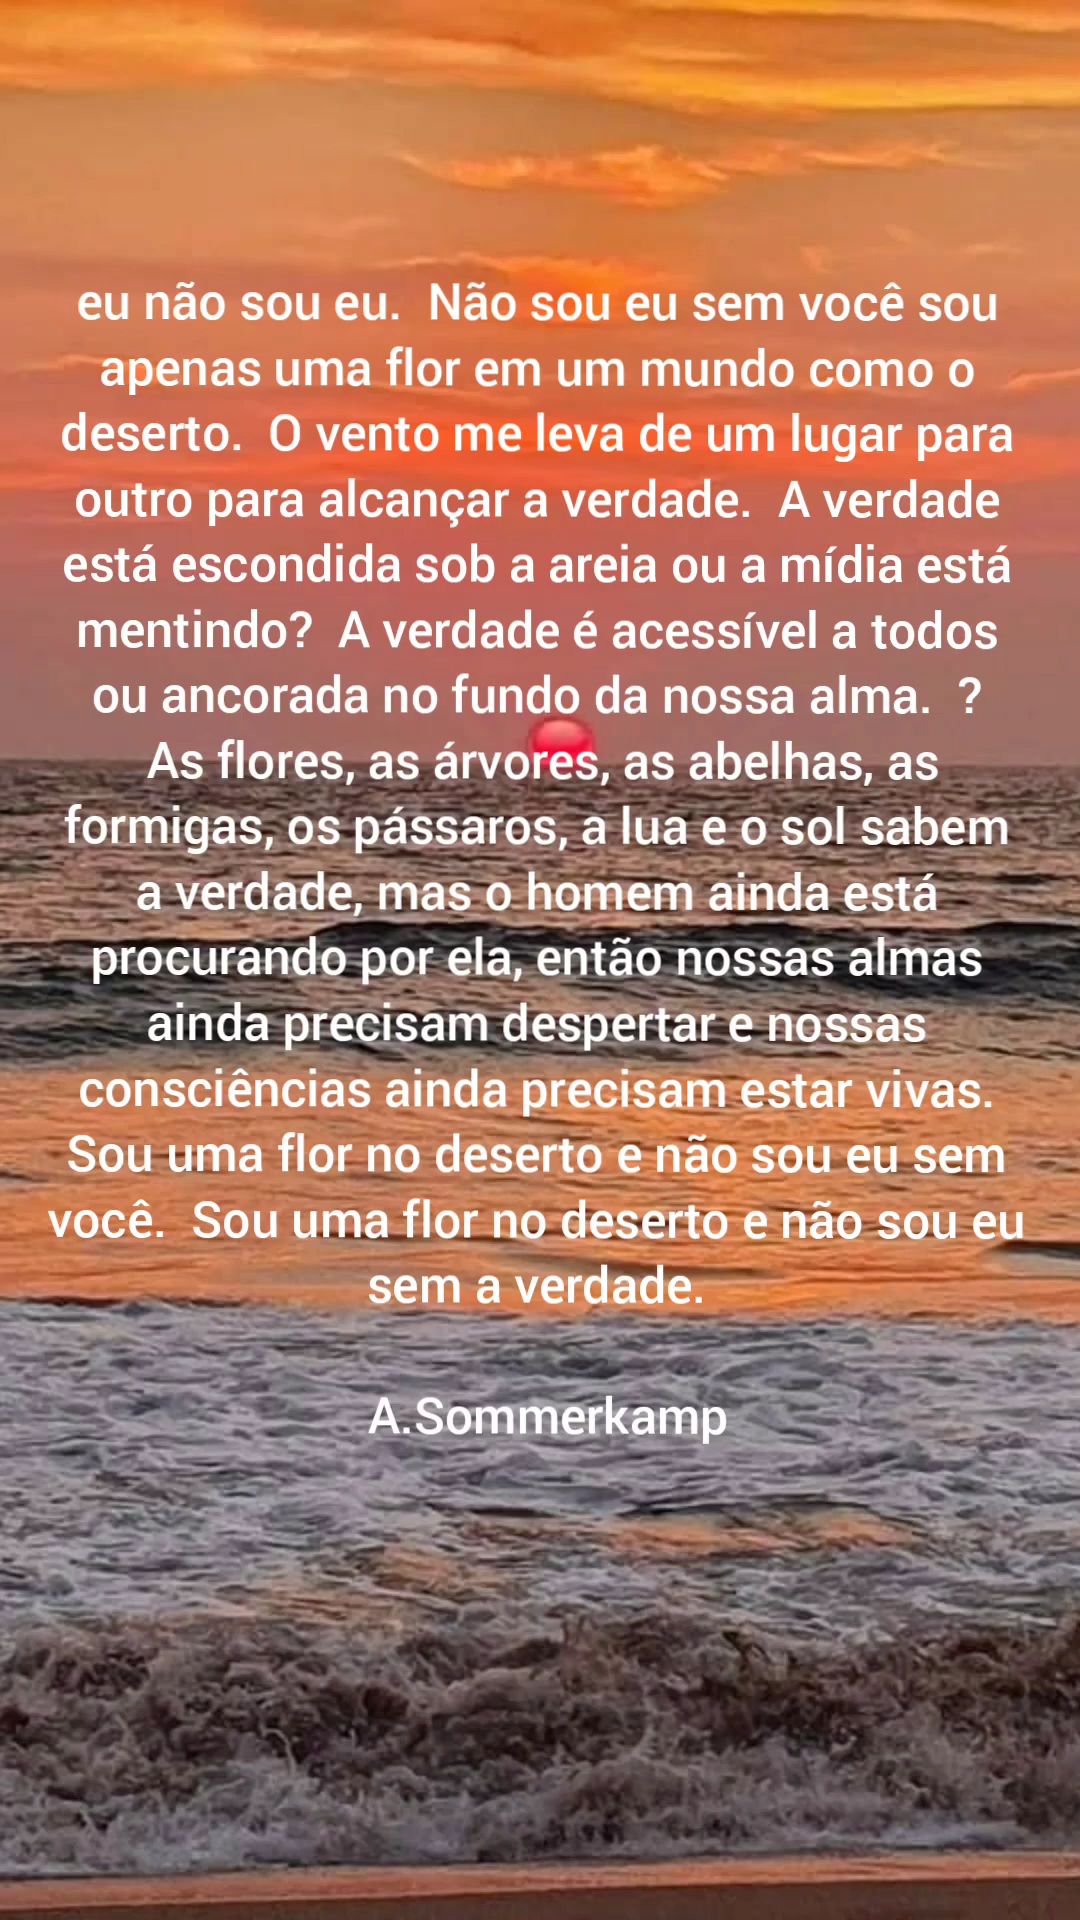 eu não sou eu.  Não sou eu sem você sou
apenas uma flor em um mundo como o
deserto.  O vento me leva de um lugar para
outro para alcançar a verdade.  A verdade
está escondida sob a areia ou a mídia está
mentindo?  A verdade é acessível a todos
ou ancorada no fundo da nossa alma.  ?
As flores, as árvores, as abelhas, as
formigas, os pássaros, a lua e o sol sabem
a verdade, mas o homem ainda está
procurando por ela, então nossas almas
ainda precisam despertar e nossas
consciências ainda precisam estar vivas.
Sou uma flor no deserto e não sou eu sem
você.  Sou uma flor no deserto e não sou eu
sem a verdade.
A.Sommerkamp